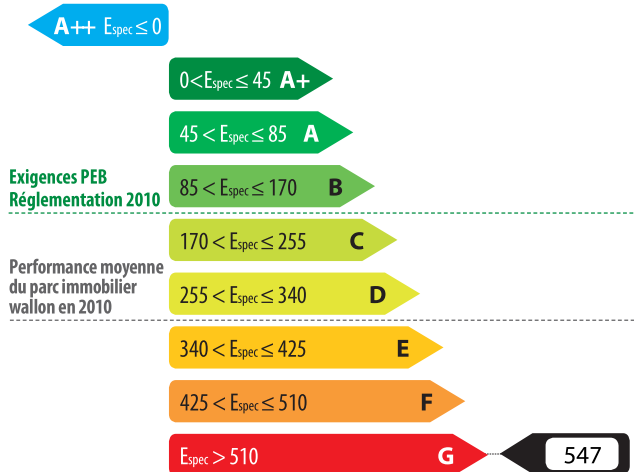 A++ Espec ≤ 0
0<Espec ≤ 45 A+
45 < Espec ≤ 85 A
Exigences PEB
Réglementation 2010
85 < Espec ≤ 170 B
170 < Espec ≤ 255 C
Performance moyenne
du parc immobilier
wallon en 2010
255 < Espec ≤ 340 D
340 < Espec ≤ 425 E
425 < Espec ≤ 510 F
Espec > 510 G
547